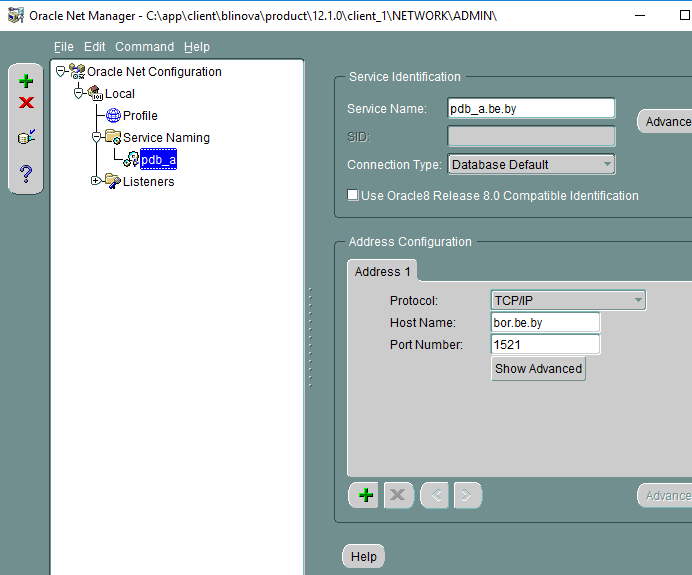 Oracle Net Manager - C:\app\client\blinova\product\12.1.0\client_1\NETWORK\ADMIN\
File Edit Command Help
Oracle Net Configuration
Local
Profile
Service Naming
pdb_a
Listeners
Service Identification
Service Name: pdb_a.be.by
Advance
SID:
Connection Type: Database Default
Use Oracle8 Release 8.0 Compatible Identification
Address Configuration
Address 1
Protocol: TCP/IP
Host Name: bor.be.by
Port Number: 1521
Show Advanced
Advance
Help